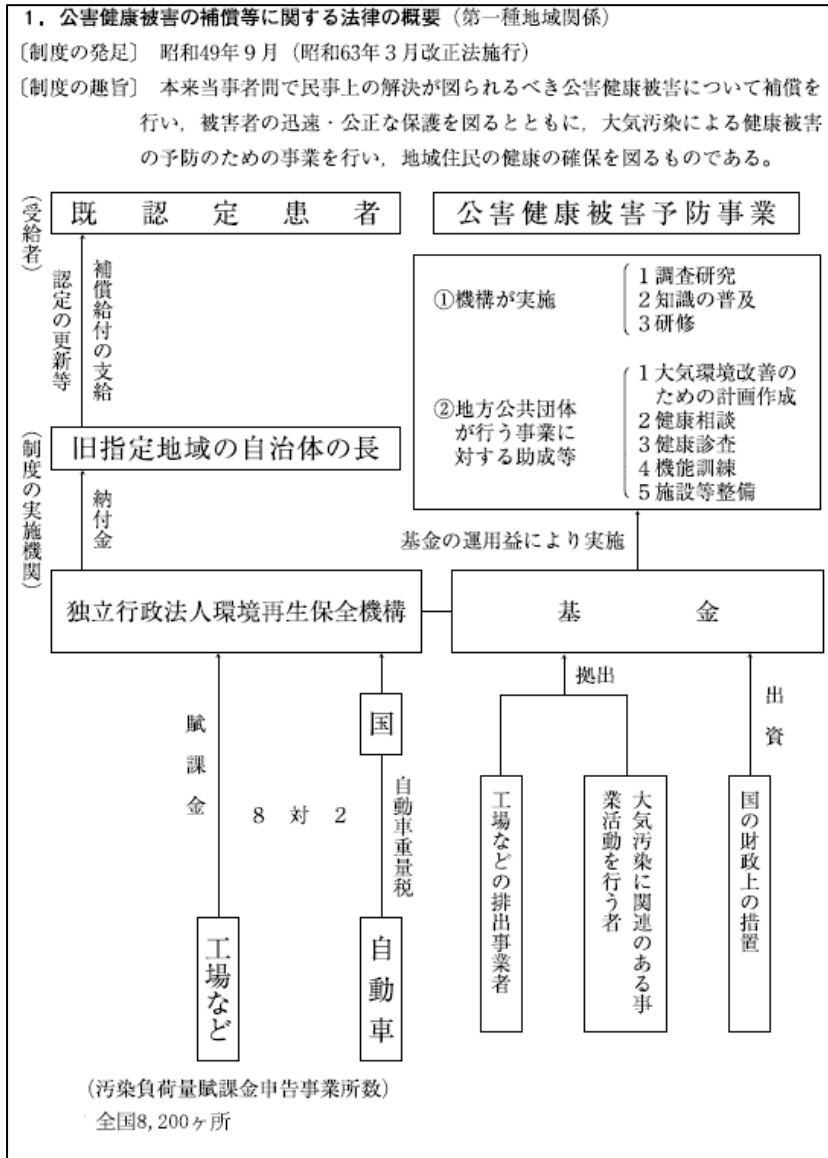 1．公害健康被害の補償等に関する法律の概要（第一種地域関係）
〔制度の発足〕 昭和49年９月（昭和63年３月改正法施行）
〔制度の趣旨〕 本来当事者間で民事上の解決が図られるべき公害健康被害について補償を
行い，被害者の迅速・公正な保護を図るとともに，大気汚染による健康被害
の予防のための事業を行い，地域住民の健康の確保を図るものである。
（受給者）
既認定患者
公害健康被害予防事業
認定の更新等
補償給付の支給
①機構が実施
1 調査研究
2 知識の普及
3 研修
②地方公共団体
が行う事業に
対する助成等
1 大気環境改善の
ための計画作成
2 健康相談
3 健康診査
4 機能訓練
5 施設等整備
（制度の実施機関）
旧指定地域の自治体の長
納付金
基金の運用益により実施
独立行政法人環境再生保全機構
基金
賦課金
国
8 対 2
自動車重量税
拠出
出資
工場など
自動車
工場などの排出事業者
大気汚染に関連のある事
業活動を行う者
国の財政上の措置
（汚染負荷量賦課金申告事業所数）
全国8,200ヶ所